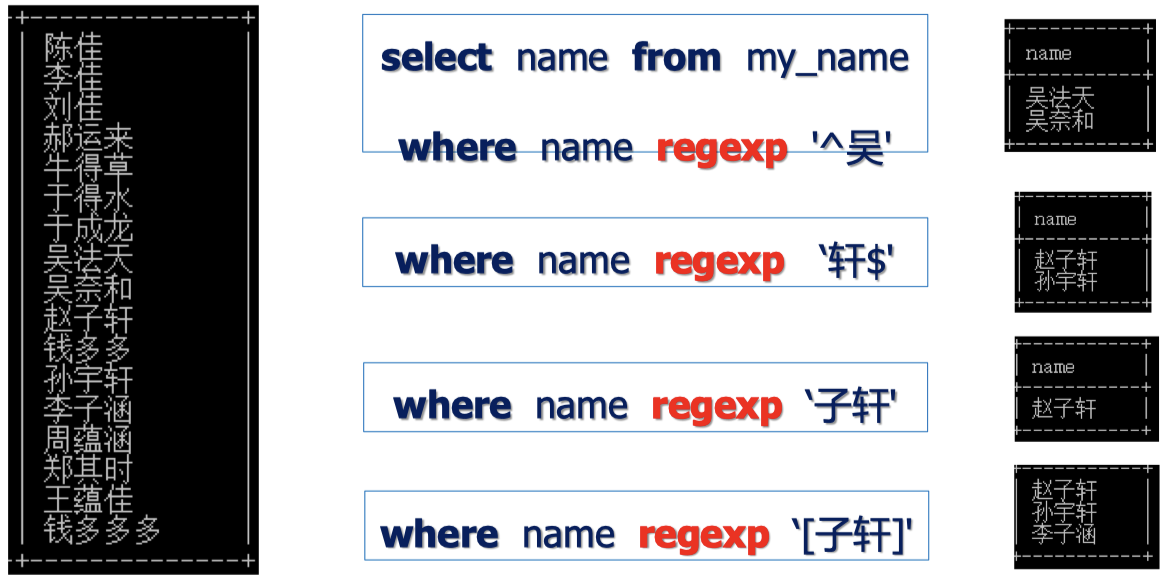 陈佳
李佳
刘佳
郝运来
牛得草
于得水
于成龙
吴法天
吴奈和
赵子轩
钱多多
孙宇轩
李子涵
周蕴涵
郑其时
王蕴佳
钱多多多
select name from my_name
where name regexp '^吴'
name
吴法天
吴奈和
where name regexp ‘轩$'
name
赵子轩
孙宇轩
where name regexp ‘子轩'
name
赵子轩
where name regexp ‘[子轩]'
赵子轩
孙宇轩
李子涵